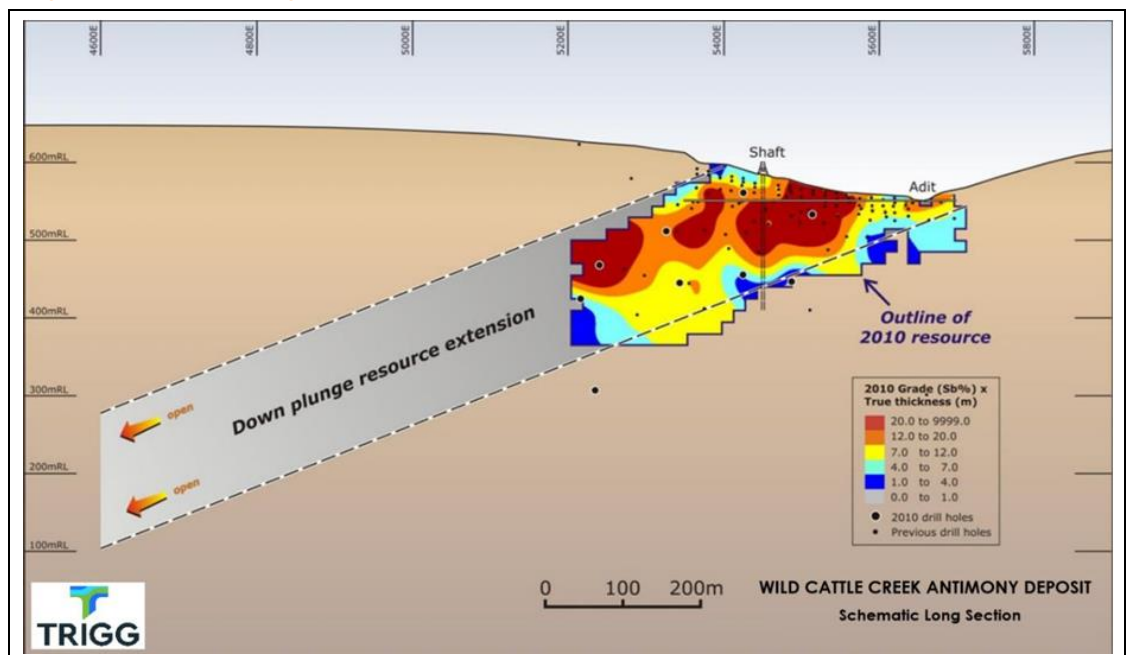 4600E
4800E
5000E
5200E
5400E
5600E
5800E
600mRL
500mRL
400mRL
300mRL
200mRL
100mRL
Shaft
Adit
Outline of
2010 resource
Down plunge resource extension
open
open
2010 Grade (Sb%) x
True thickness (m)
20.0 to 9999.0
12.0 to 20.0
7.0 to 12.0
4.0 to 7.0
1.0 to 4.0
0.0 to 1.0
2010 drill holes
Previous drill holes
0 100 200m
WILD CATTLE CREEK ANTIMONY DEPOSIT
Schematic Long Section
TRIGG